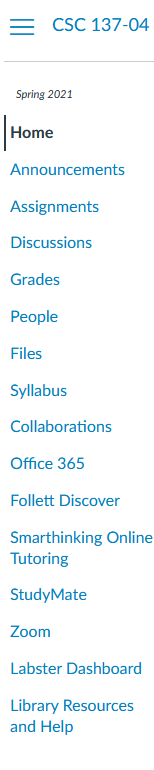 CSC 137-04
Spring 2021
Home
Announcements
Assignments
Discussions
Grades
People
Files
Syllabus
Collaborations
Office 365
Follett Discover
Smarthinking Online
Tutoring
StudyMate
Zoom
Labster Dashboard
Library Resources
and Help